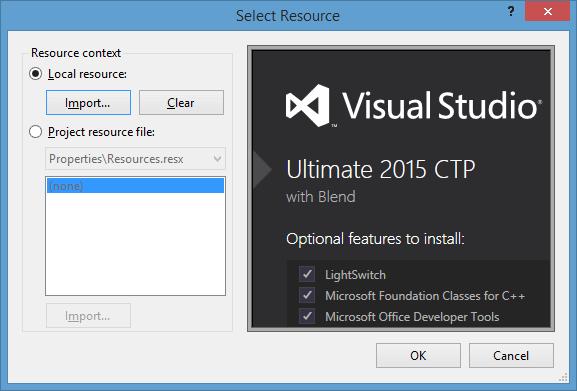 Select Resource
? ×
Resource context
Local resource:
Import... Clear
Project resource file:
Properties\Resources.resx
(none)
Import...
Visual Studio®
™
Ultimate 2015 CTP
with Blend
Optional features to install:
LightSwitch
Microsoft Foundation Classes for C++
Microsoft Office Developer Tools
OK Cancel